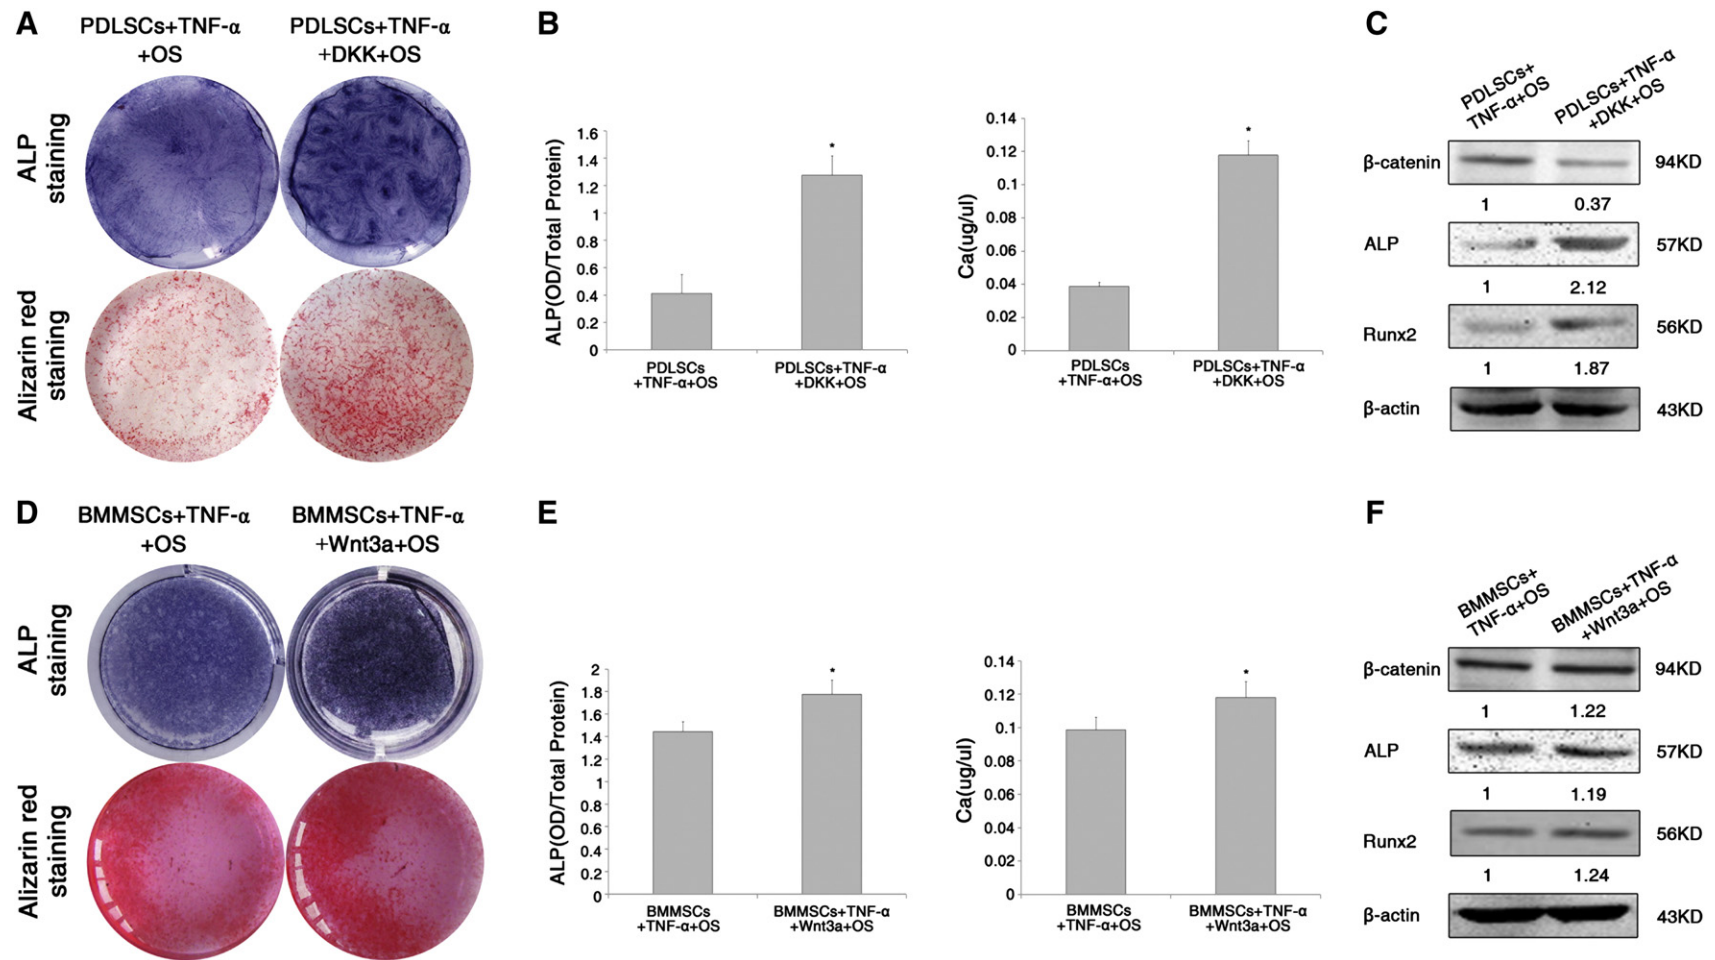 A
PDLSCs+TNF-α
+OS
PDLSCs+TNF-α
+DKK+OS
ALP
staining
Alizarin red
staining
B
ALP(OD/Total Protein)
1.6
1.4
1.2
1
0.8
0.6
0.4
0.2
0
*
PDLSCs
+TNF-α+OS
PDLSCs+TNF-α
+DKK+OS
Ca(ug/ul)
0.14
0.12
0.1
0.08
0.06
0.04
0.02
0
*
PDLSCs
+TNF-α+OS
PDLSCs+TNF-α
+DKK+OS
C
PDLSCs+
TNF-α+OS
PDLSCs+TNF-α
+DKK+OS
β-catenin 94KD
1 0.37
ALP 57KD
1 2.12
Runx2 56KD
1 1.87
β-actin 43KD
D
BMMSCs+TNF-α
+OS
BMMSCs+TNF-α
+Wnt3a+OS
ALP
staining
Alizarin red
staining
E
ALP(OD/Total Protein)
2
1.8
1.6
1.4
1.2
1
0.8
0.6
0.4
0.2
0
*
BMMSCs
+TNF-α+OS
BMMSCs+TNF-α
+Wnt3a+OS
Ca(ug/ul)
0.14
0.12
0.1
0.08
0.06
0.04
0.02
0
*
BMMSCs
+TNF-α+OS
BMMSCs+TNF-α
+Wnt3a+OS
F
BMMSCs+
TNF-α+OS
BMMSCs+TNF-α
+Wnt3a+OS
β-catenin 94KD
1 1.22
ALP 57KD
1 1.19
Runx2 56KD
1 1.24
β-actin 43KD